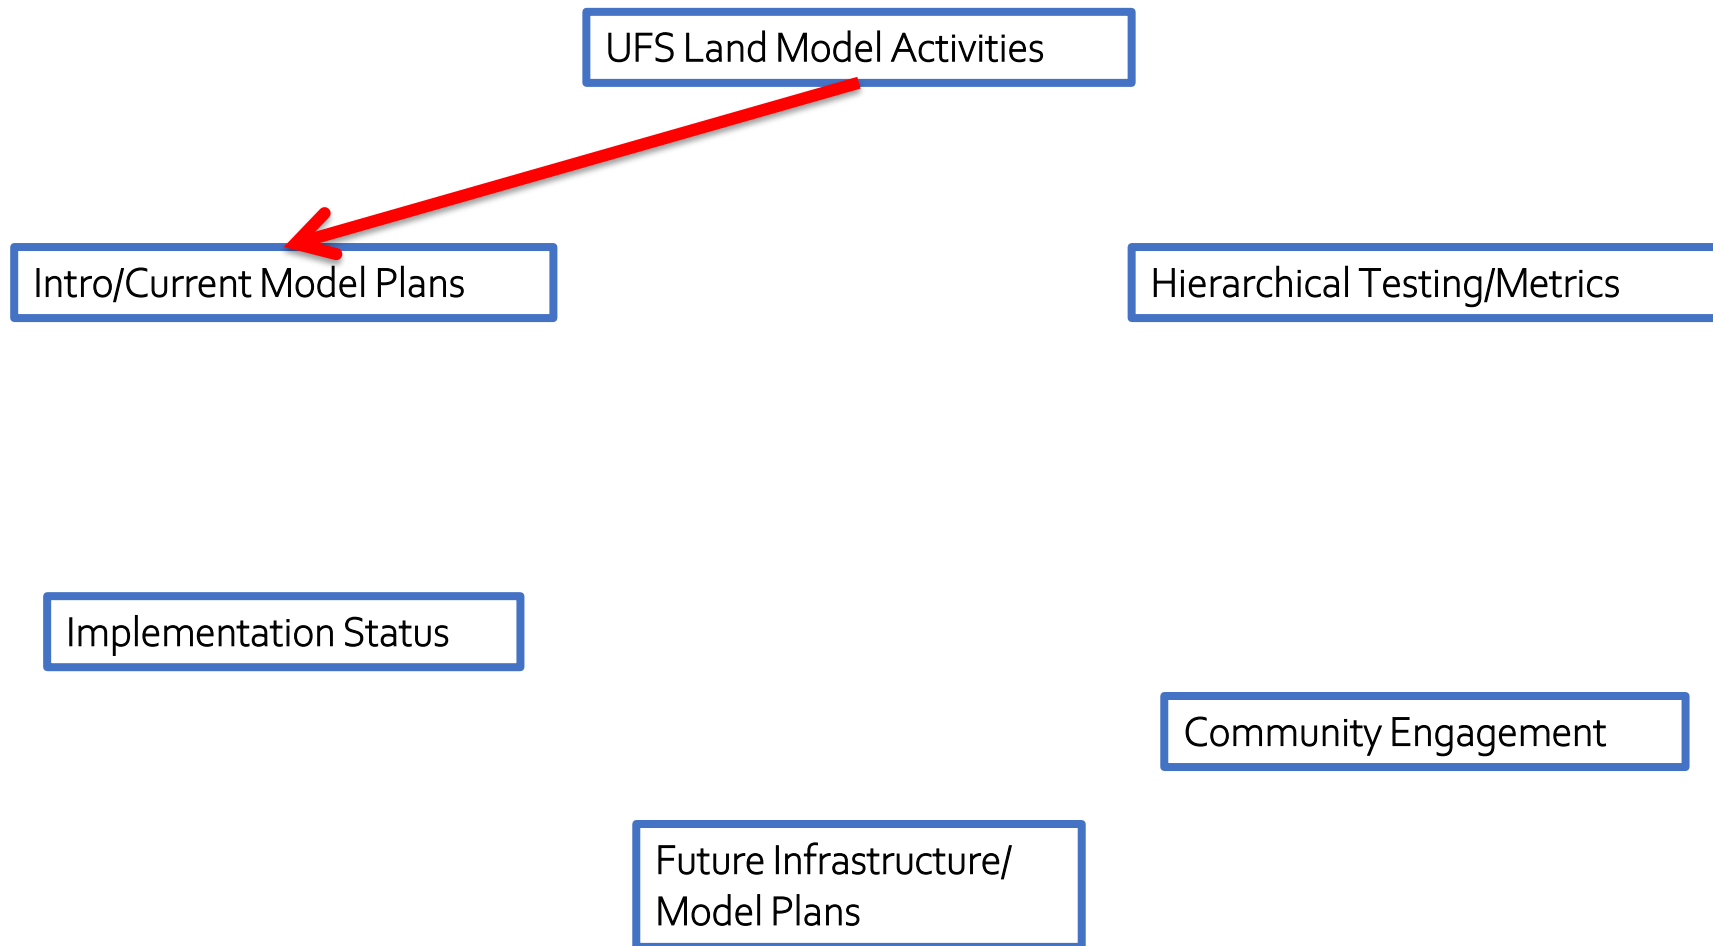 UFS Land Model Activities
Intro/Current Model Plans
Hierarchical Testing/Metrics
Implementation Status
Community Engagement
Future Infrastructure/
Model Plans